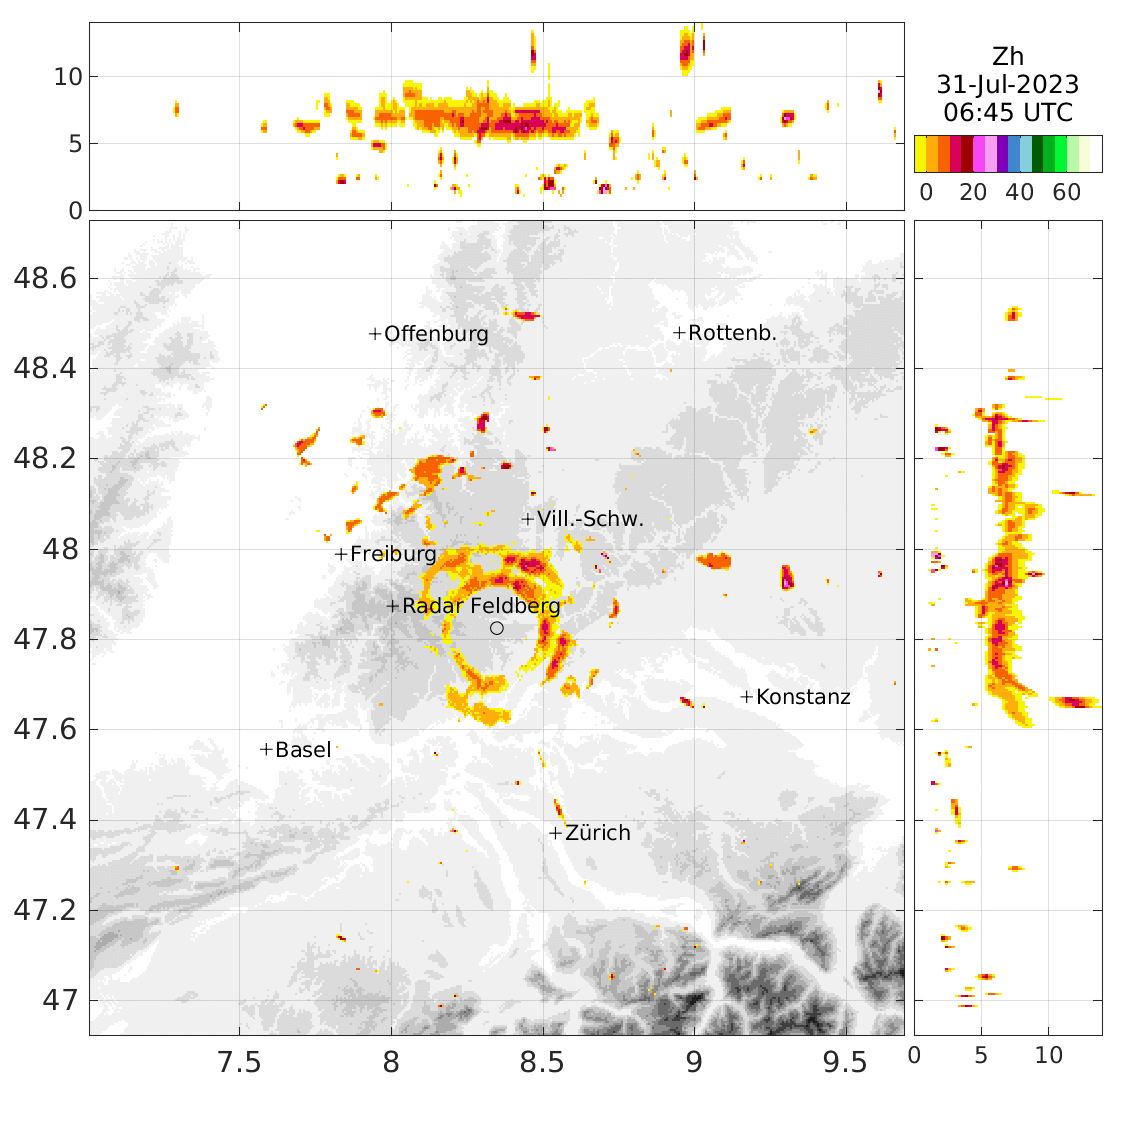 Zh
31-Jul-2023
06:45 UTC
0 20 40 60
10
5
0
48.6
48.4
48.2
48
47.8
47.6
47.4
47.2
47
+Offenburg
+Rottenb.
+Vill.-Schw.
+Freiburg
+Radar Feldberg
+Konstanz
+Basel
+Zürich
7.5 8 8.5 9 9.5
0 5 10